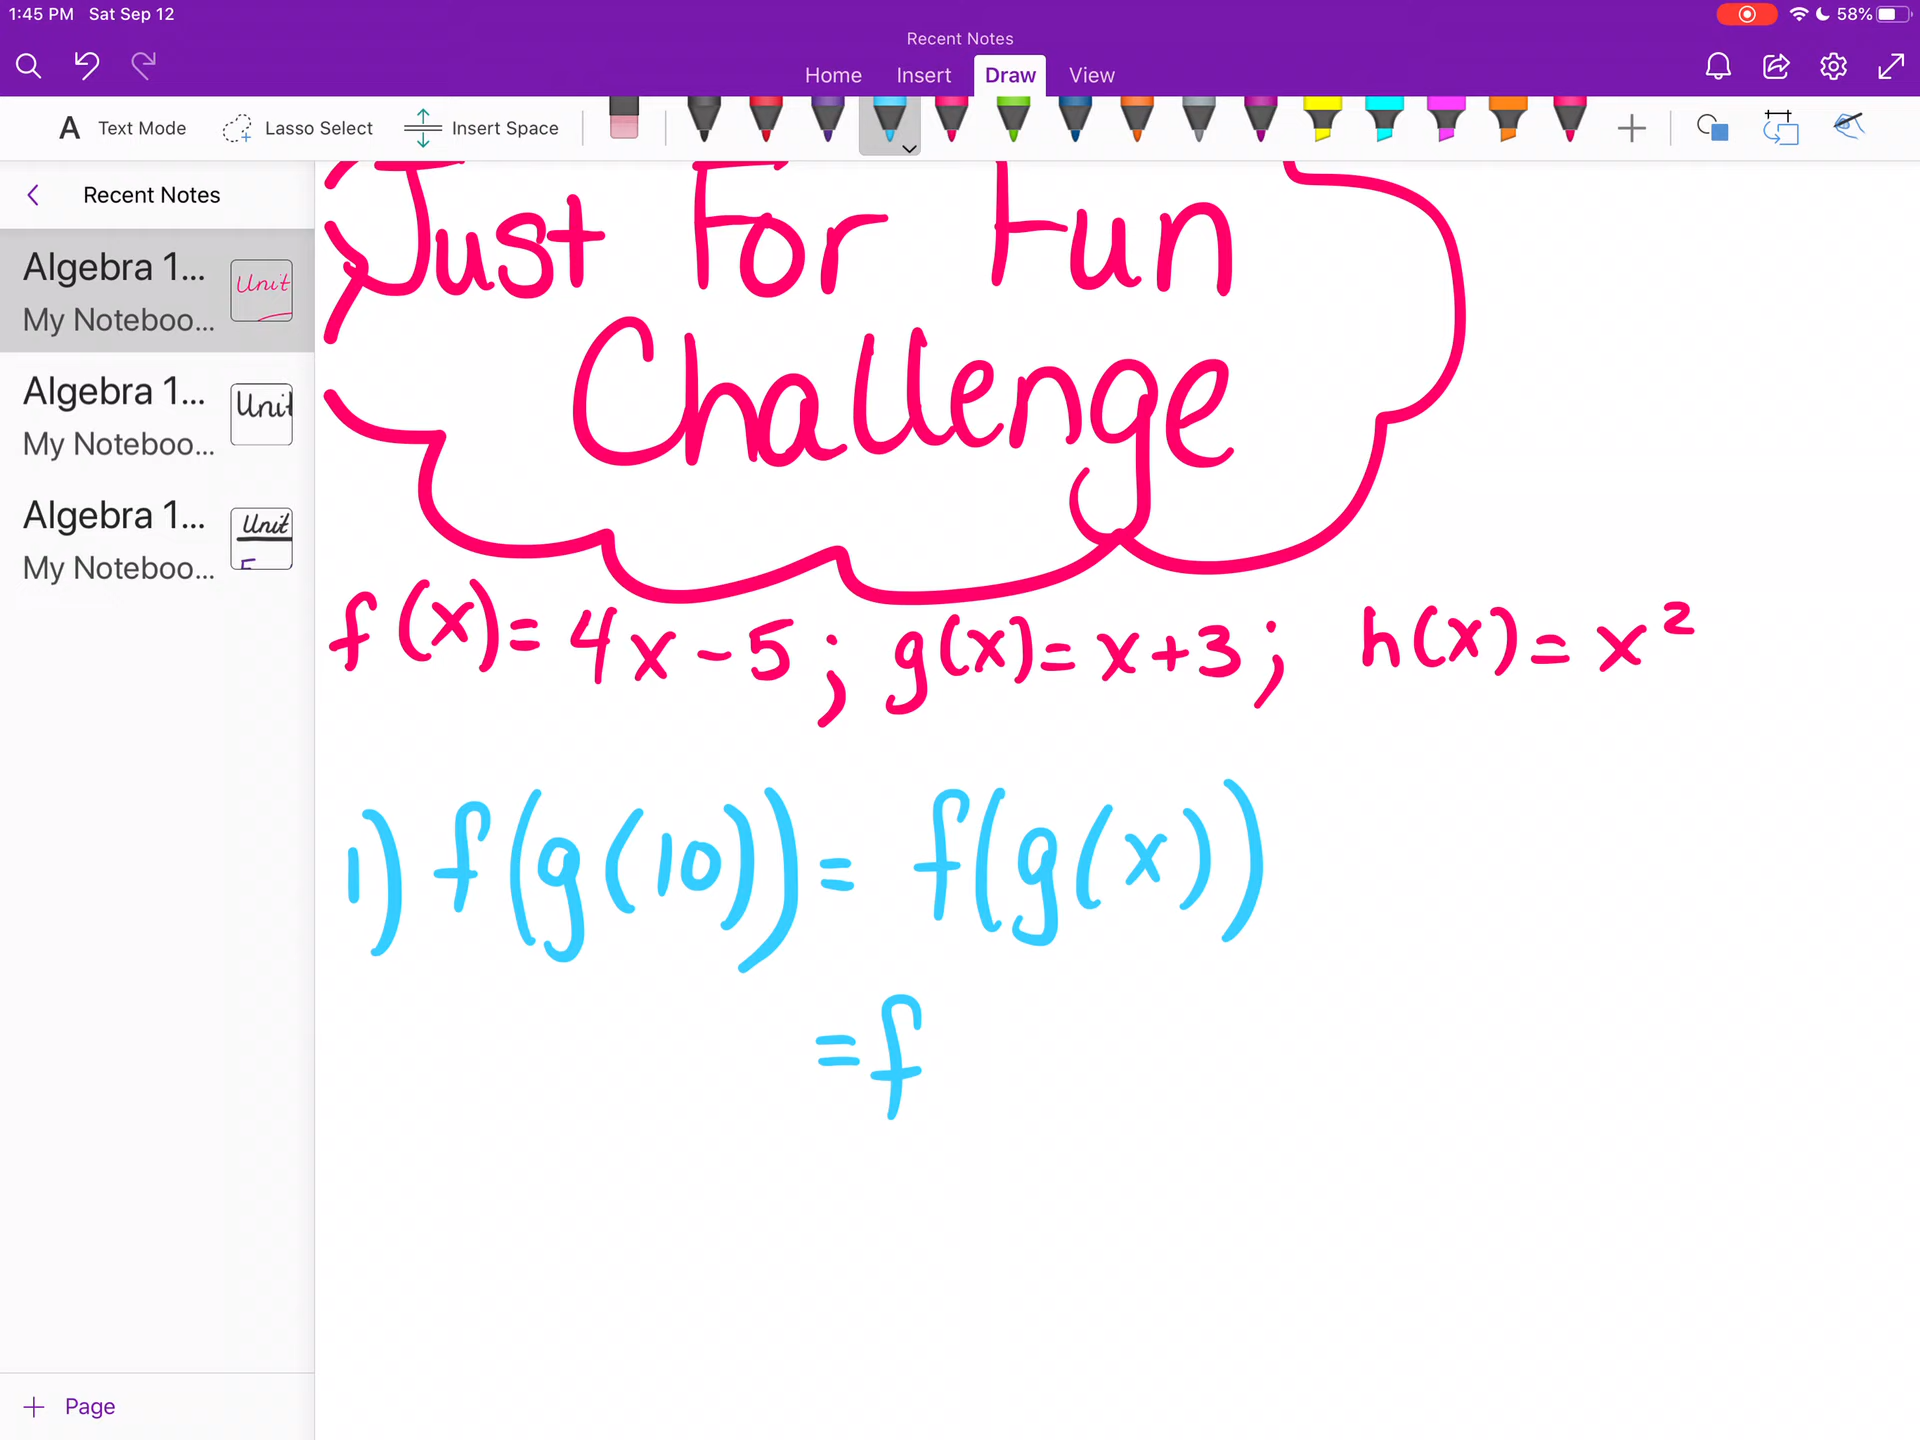 1:45 PM Sat Sep 12
58%
Recent Notes
Home Insert Draw View
A Text Mode Lasso Select Insert Space
Recent Notes
Algebra 1...
My Noteboo...
Unit
Algebra 1...
My Noteboo...
Unit
Algebra 1...
My Noteboo...
Unit
Just For Fun
Challenge
f(x)= 4x-5; g(x)= x+3; h(x)= x²
1) f(g(10))= f(g(x))
=f
+ Page